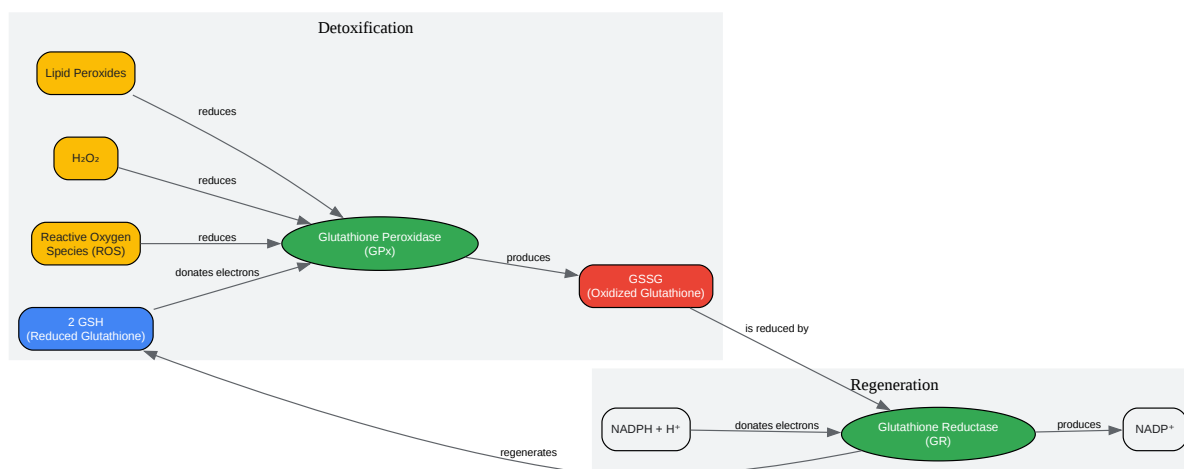 Detoxification
Lipid Peroxides
reduces
H₂O₂
reduces
Reactive Oxygen
Species (ROS)
reduces
Glutathione Peroxidase
(GPx)
donates electrons
produces
GSSG
(Oxidized Glutathione)
2 GSH
(Reduced Glutathione)
is reduced by
Regeneration
NADPH + H⁺
donates electrons
Glutathione Reductase
(GR)
produces
NADP⁺
regenerates